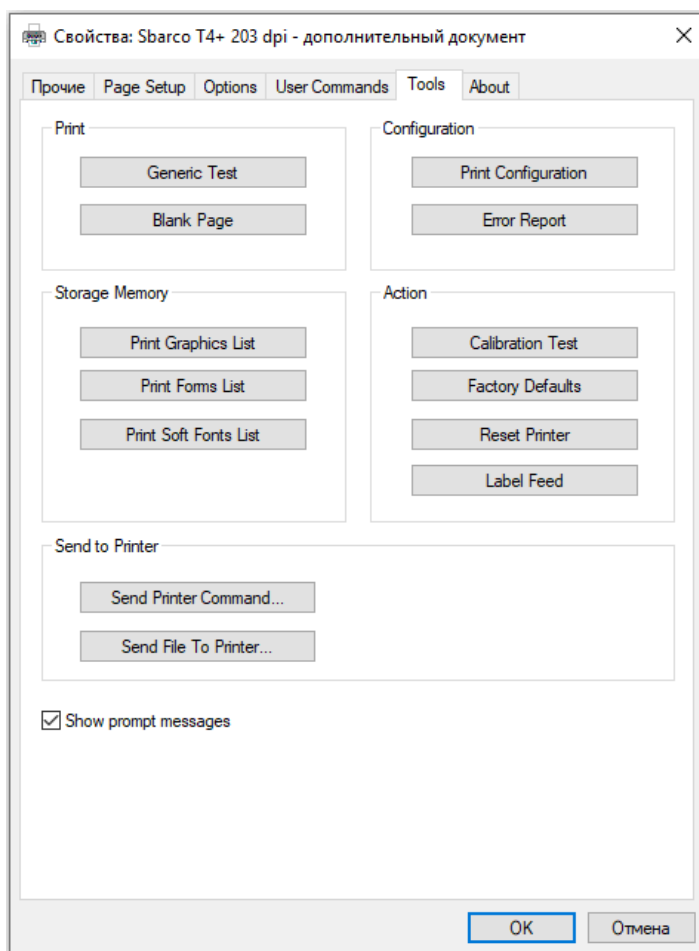 Свойства: Sbarco T4+ 203 dpi - дополнительный документ
Прочие Page Setup Options User Commands Tools About
Print
Generic Test
Blank Page
Configuration
Print Configuration
Error Report
Storage Memory
Print Graphics List
Print Forms List
Print Soft Fonts List
Action
Calibration Test
Factory Defaults
Reset Printer
Label Feed
Send to Printer
Send Printer Command...
Send File To Printer...
Show prompt messages
OK Отмена